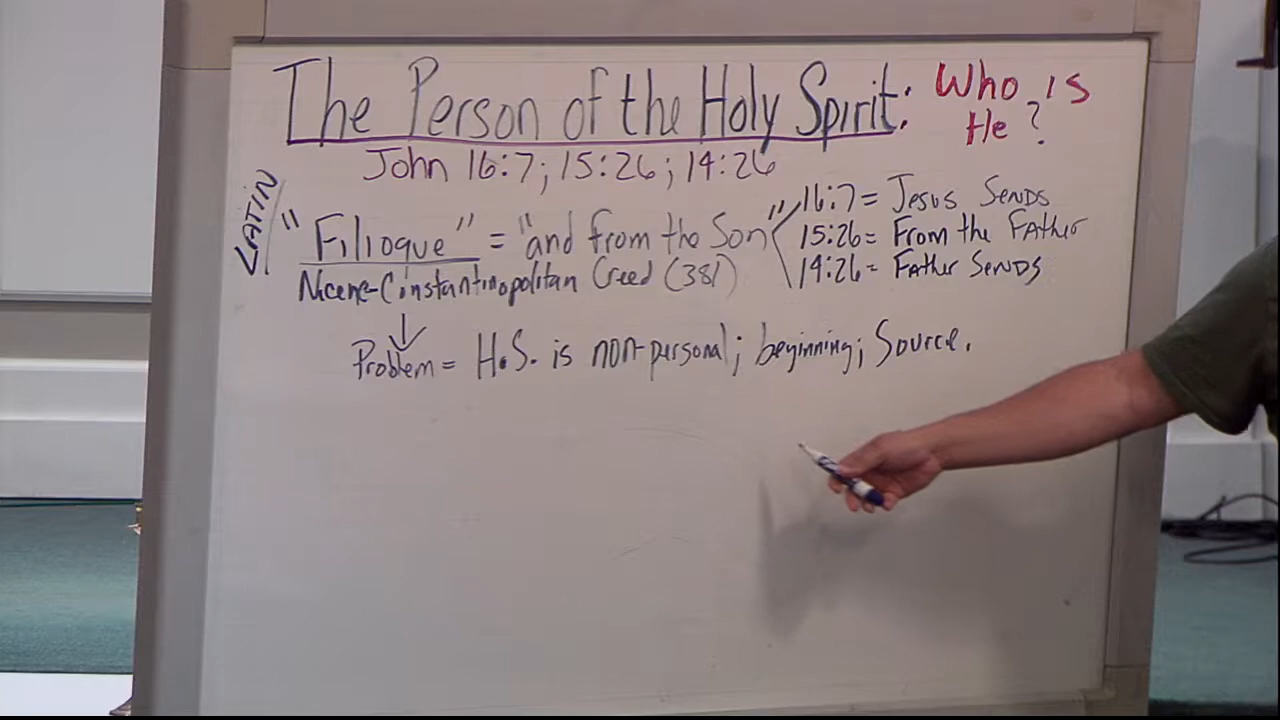 The Person of the Holy Spirit: Who is
He?
John 16:7; 15:26; 14:26
LATIN
"Filioque" = "and from the Son"
16:7 = Jesus Sends
15:26 = From the Father
14:26 = Father Sends
Nicene-Constantinopolitan Creed (381)
Problem = H.S. is non-personal; beginning; Source.